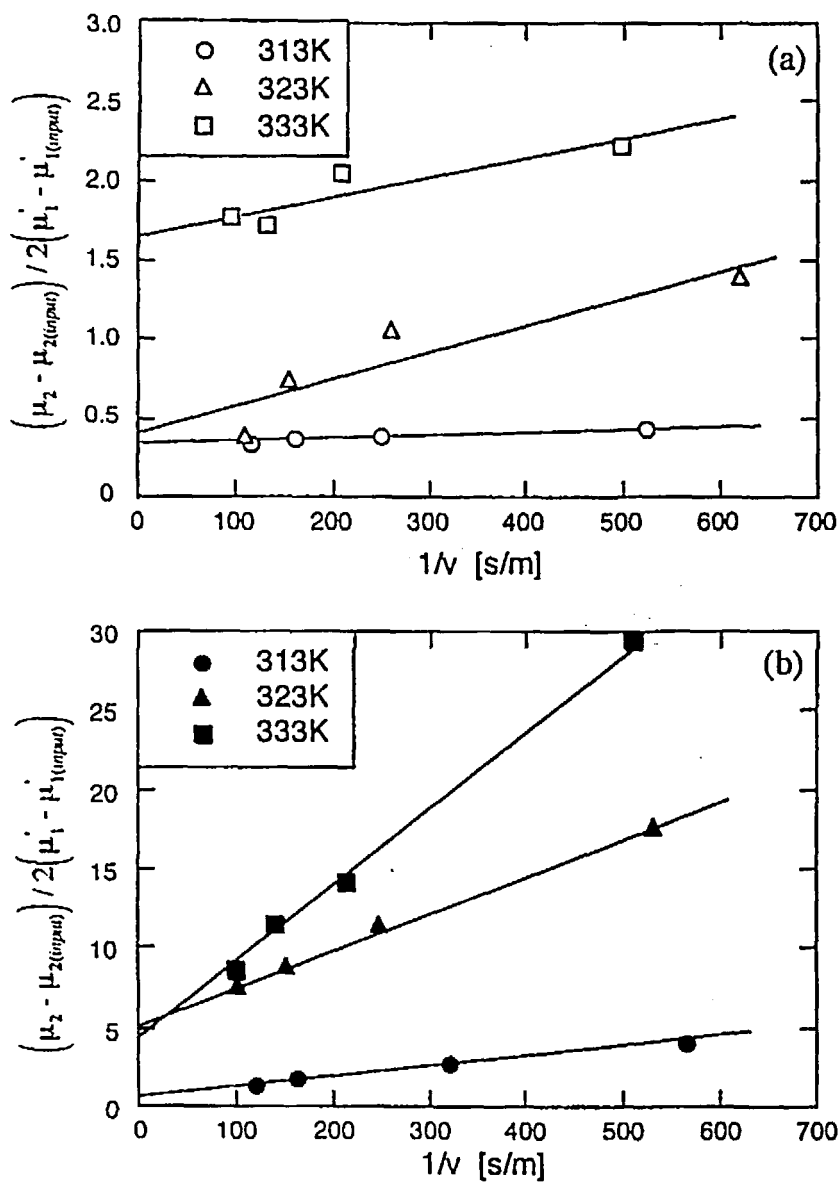 (a)
313K
323K
333K
3.0
2.5
2.0
1.5
1.0
0.5
0
0 100 200 300 400 500 600 700
1/v [s/m]
(μ2 - μ2(input)) / 2(μ'1 - μ'1(input))
(b)
313K
323K
333K
30
25
20
15
10
5
0
0 100 200 300 400 500 600 700
1/v [s/m]
(μ2 - μ2(input)) / 2(μ'1 - μ'1(input))